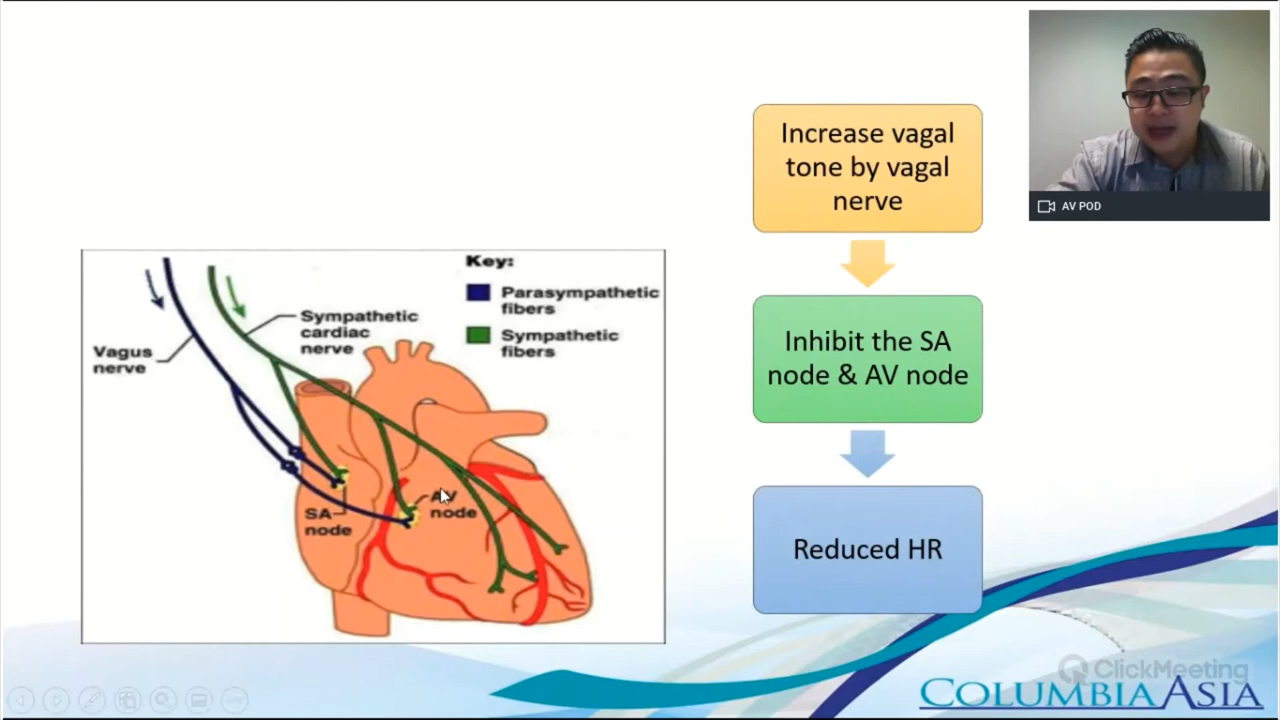 Increase vagal
tone by vagal
nerve
AV POD
Key:
Parasympathetic
fibers
Sympathetic
fibers
Sympathetic
cardiac
nerve
Vagus
nerve
Inhibit the SA
node & AV node
SA
node
AV
node
Reduced HR
ClickMeeting
COLUMBIA ASIA